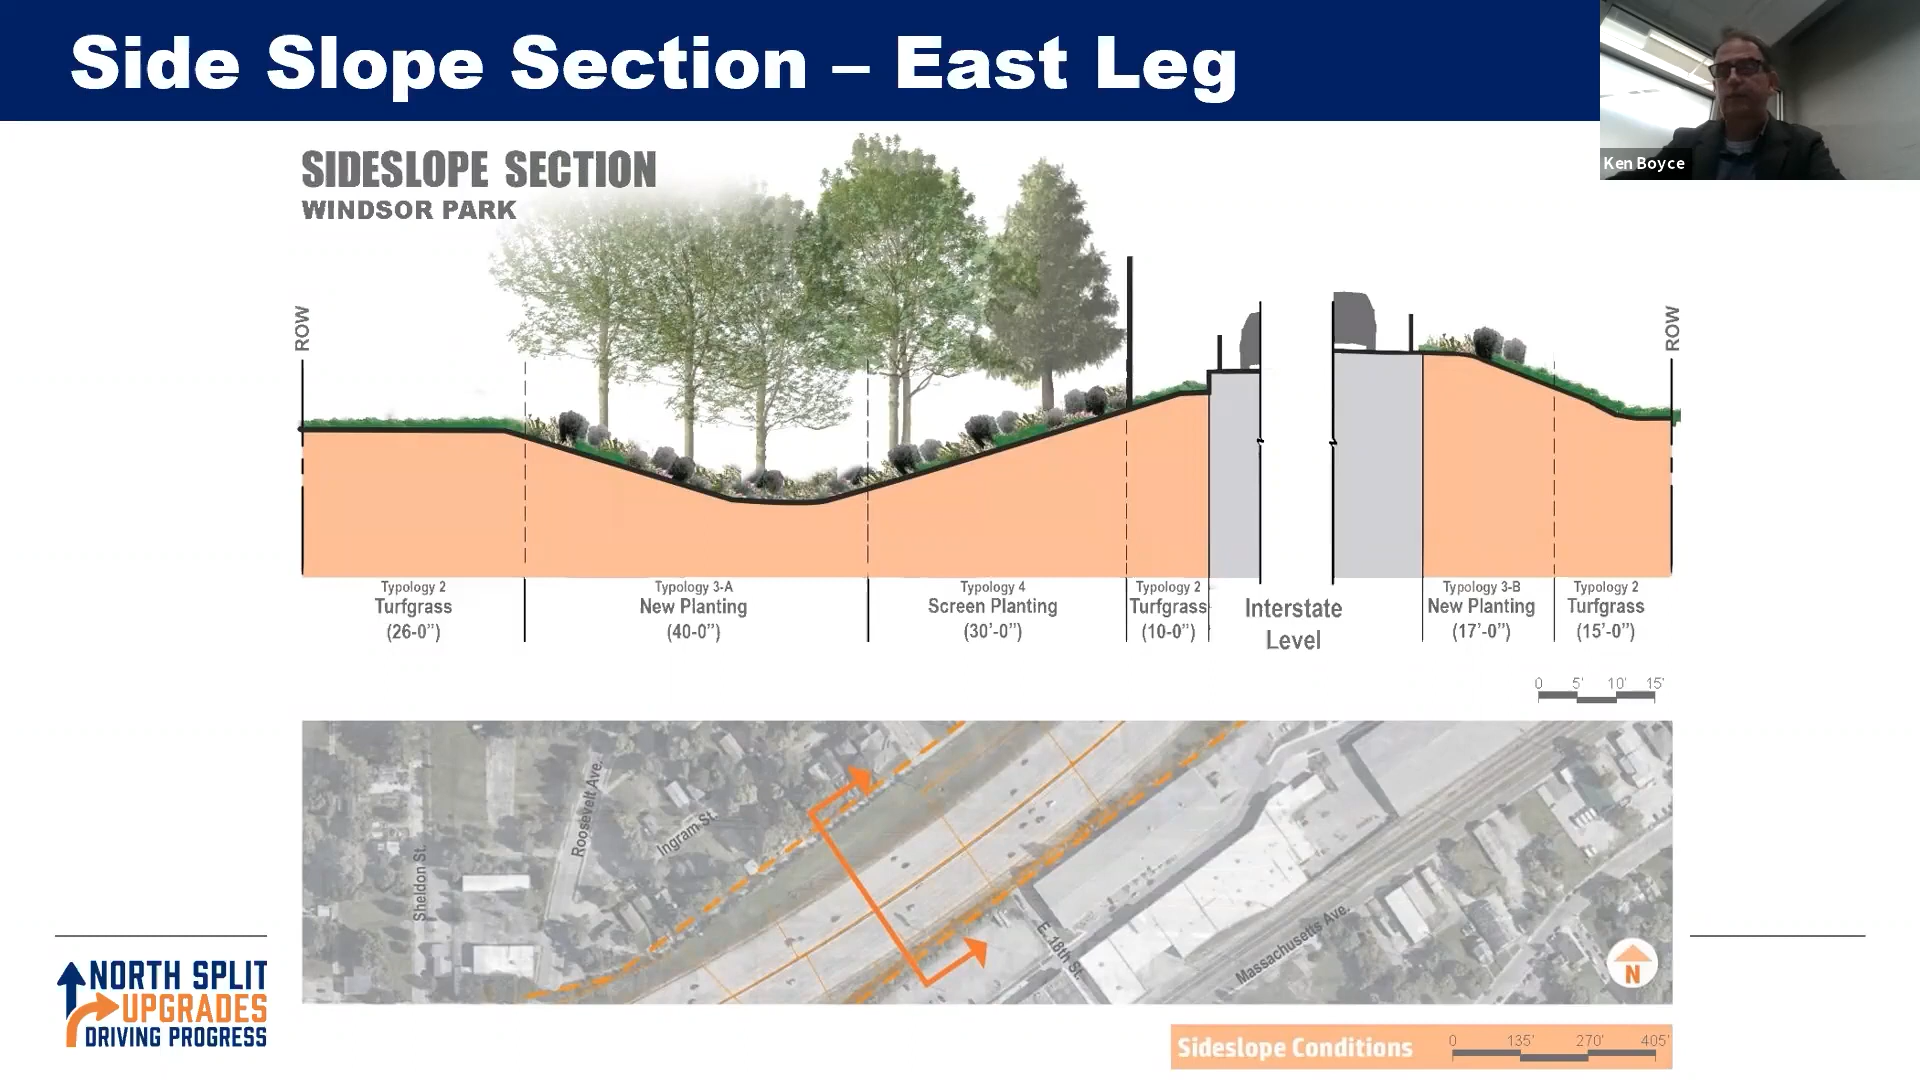 Side Slope Section – East Leg
Ken Boyce
SIDESLOPE SECTION
WINDSOR PARK
ROW
ROW
Typology 2
Turfgrass
(26-0”)
Typology 3-A
New Planting
(40-0”)
Typology 4
Screen Planting
(30’-0”)
Typology 2
Turfgrass
(10-0”)
Interstate
Level
Typology 3-B
New Planting
(17’-0”)
Typology 2
Turfgrass
(15’-0”)
0 5' 10' 15'
Sheldon St.
Roosevelt Ave.
Ingram St.
E. 18th St.
Massachusetts Ave.
N
NORTH SPLIT
UPGRADES
DRIVING PROGRESS
Sideslope Conditions
0 135' 270' 405'